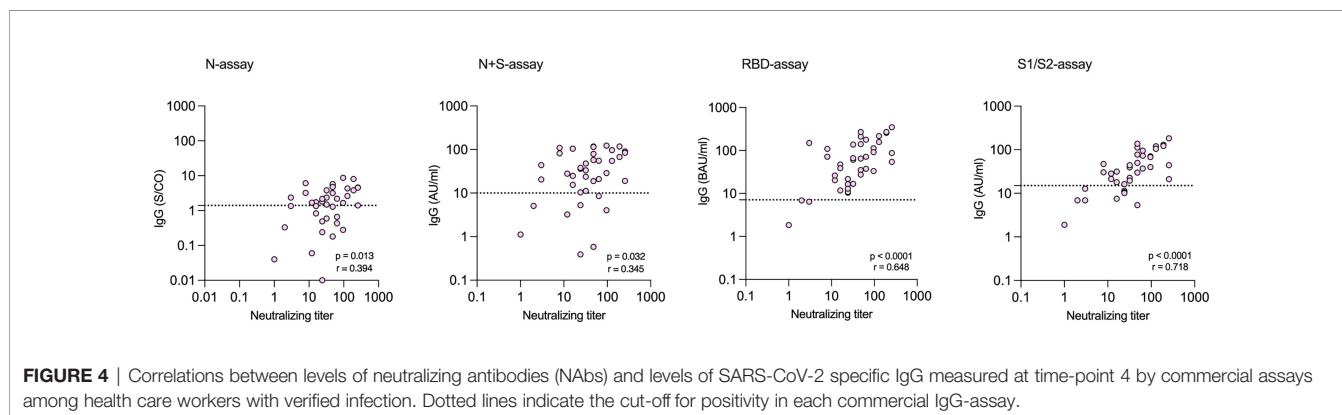 N-assay
1000
100
10
1
0.1
0.01
IgG (S/CO)
p = 0.013
r = 0.394
0.01 0.1 1 10 100 1000
Neutralizing titer
N+S-assay
1000
100
10
1
0.1
IgG (AU/ml)
p = 0.032
r = 0.345
0.1 1 10 100 1000
Neutralizing titer
RBD-assay
1000
100
10
1
0.1
IgG (BAU/ml)
p < 0.0001
r = 0.648
0.1 1 10 100 1000
Neutralizing titer
S1/S2-assay
1000
100
10
1
0.1
IgG (AU/ml)
p < 0.0001
r = 0.718
0.1 1 10 100 1000
Neutralizing titer
FIGURE 4 | Correlations between levels of neutralizing antibodies (NAbs) and levels of SARS-CoV-2 specific IgG measured at time-point 4 by commercial assays
among health care workers with verified infection. Dotted lines indicate the cut-off for positivity in each commercial IgG-assay.